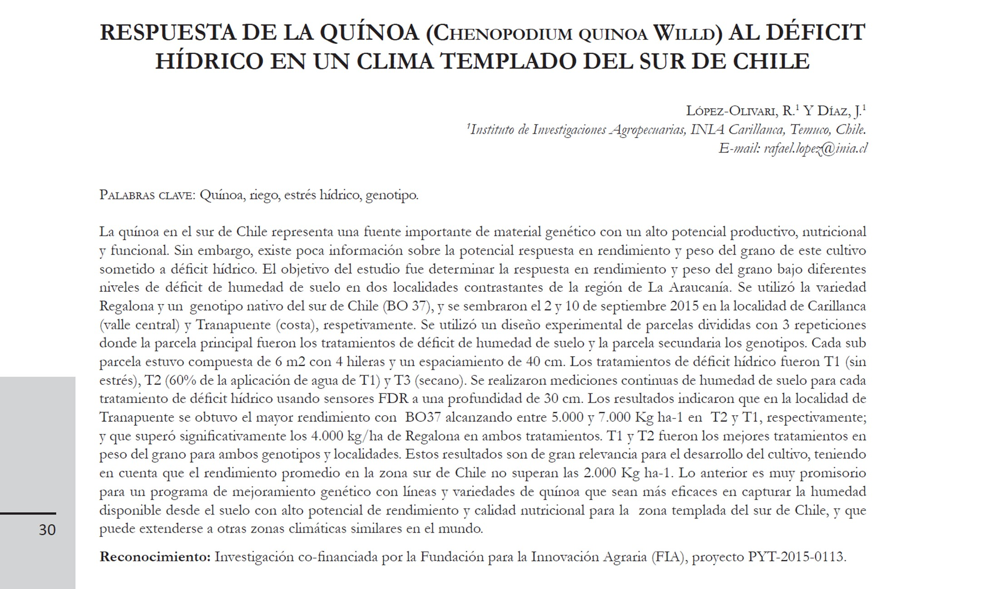 RESPUESTA DE LA QUÍNOA (CHENOPODIUM QUINOA WILLD) AL DÉFICIT
HÍDRICO EN UN CLIMA TEMPLADO DEL SUR DE CHILE
LÓPEZ-OLIVARI, R.¹ Y DÍAZ, J.¹
¹Instituto de Investigaciones Agropecuarias, INIA Carillanca, Temuco, Chile.
E-mail: rafael.lopez@inia.cl
PALABRAS CLAVE: Quínoa, riego, estrés hídrico, genotipo.
La quínoa en el sur de Chile representa una fuente importante de material genético con un alto potencial productivo, nutricional
y funcional. Sin embargo, existe poca información sobre la potencial respuesta en rendimiento y peso del grano de este cultivo
sometido a déficit hídrico. El objetivo del estudio fue determinar la respuesta en rendimiento y peso del grano bajo diferentes
niveles de déficit de humedad de suelo en dos localidades contrastantes de la región de La Araucanía. Se utilizó la variedad
Regalona y un genotipo nativo del sur de Chile (BO 37), y se sembraron el 2 y 10 de septiembre 2015 en la localidad de Carillanca
(valle central) y Tranapuente (costa), respetivamente. Se utilizó un diseño experimental de parcelas divididas con 3 repeticiones
donde la parcela principal fueron los tratamientos de déficit de humedad de suelo y la parcela secundaria los genotipos. Cada sub
parcela estuvo compuesta de 6 m2 con 4 hileras y un espaciamiento de 40 cm. Los tratamientos de déficit hídrico fueron T1 (sin
estrés), T2 (60% de la aplicación de agua de T1) y T3 (secano). Se realizaron mediciones continuas de humedad de suelo para cada
tratamiento de déficit hídrico usando sensores FDR a una profundidad de 30 cm. Los resultados indicaron que en la localidad de
Tranapuente se obtuvo el mayor rendimiento con BO37 alcanzando entre 5.000 y 7.000 Kg ha-1 en T2 y T1, respectivamente;
y que superó significativamente los 4.000 kg/ha de Regalona en ambos tratamientos. T1 y T2 fueron los mejores tratamientos en
peso del grano para ambos genotipos y localidades. Estos resultados son de gran relevancia para el desarrollo del cultivo, teniendo
en cuenta que el rendimiento promedio en la zona sur de Chile no superan las 2.000 Kg ha-1. Lo anterior es muy promisorio
para un programa de mejoramiento genético con líneas y variedades de quínoa que sean más eficaces en capturar la humedad
disponible desde el suelo con alto potencial de rendimiento y calidad nutricional para la zona templada del sur de Chile, y que
puede extenderse a otras zonas climáticas similares en el mundo.
30
Reconocimiento: Investigación co-financiada por la Fundación para la Innovación Agraria (FIA), proyecto PYT-2015-0113.